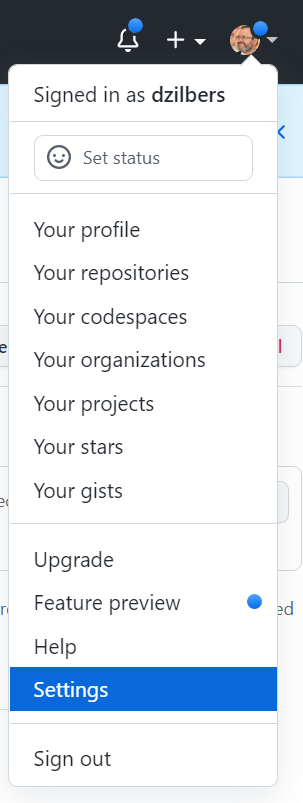 Signed in as dzilbers
Set status
Your profile
Your repositories
Your codespaces
Your organizations
Your projects
Your stars
Your gists
Upgrade
Feature preview
ed
Help
Settings
Sign out